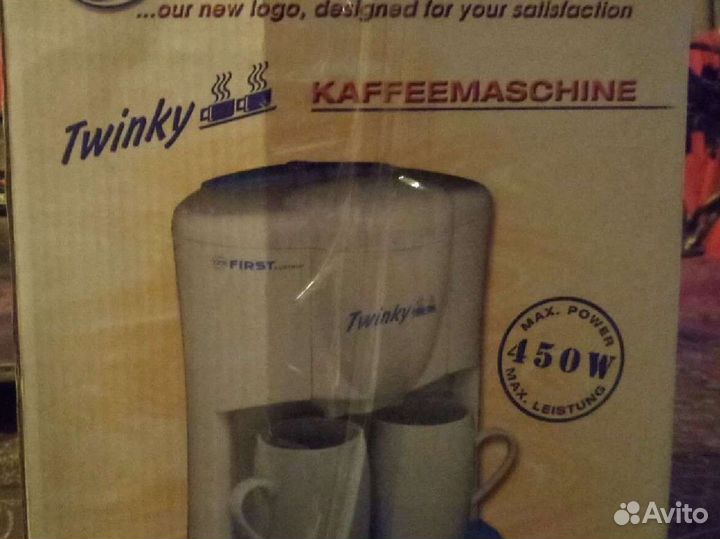 ...our new logo, designed for your satisfaction
Twinky
KAFFEEMASCHINE
FIRST
Twinky
MAX. POWER
450W
MAX. LEISTUNG
Avito